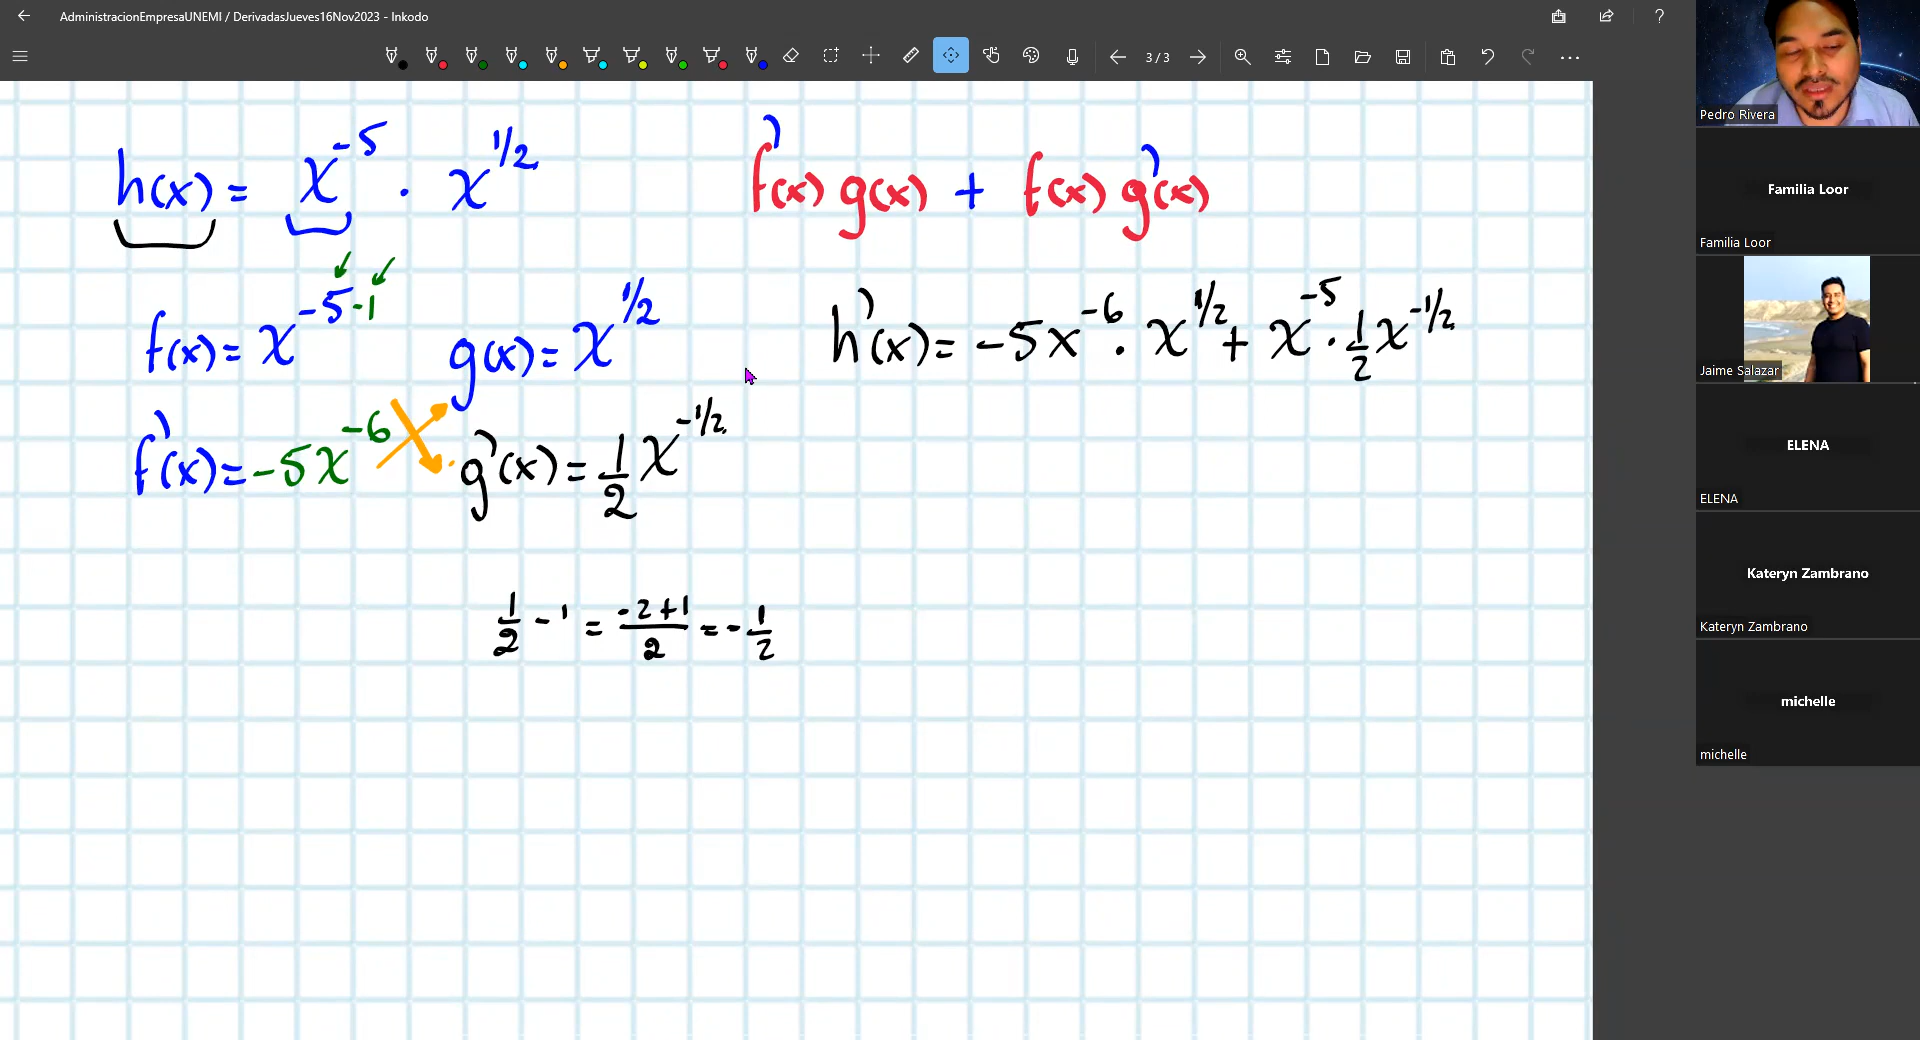 AdministracionEmpresaUNEMI / DerivadasJueves16Nov2023 - Inkodo
3 / 3
h(x) = x^-5 · x^1/2
f'(x) g(x) + f(x) g'(x)
f(x) = x^-5-1
g(x) = x^1/2
h'(x) = -5x^-6 · x^1/2 + x^-5 · 1/2 x^-1/2
f'(x) = -5x^-6
g'(x) = 1/2 x^-1/2
1/2 - 1 = -2+1/2 = -1/2
Pedro Rivera
Familia Loor
Familia Loor
Jaime Salazar
ELENA
ELENA
Kateryn Zambrano
Kateryn Zambrano
michelle
michelle